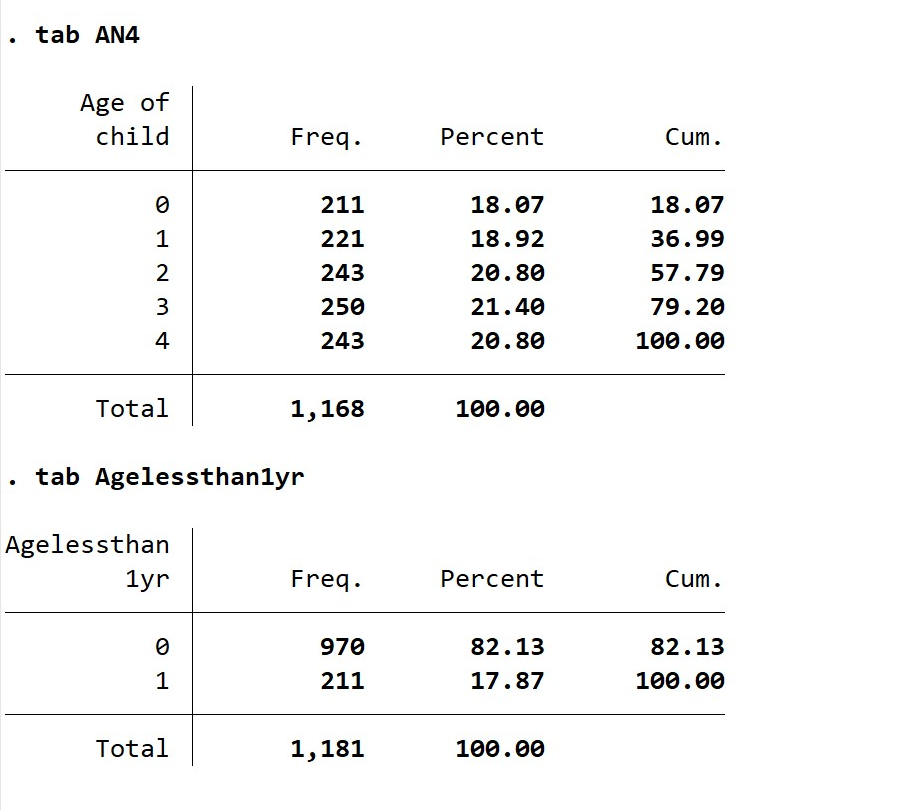 . tab AN4
Age of
child Freq. Percent Cum.
0 211 18.07 18.07
1 221 18.92 36.99
2 243 20.80 57.79
3 250 21.40 79.20
4 243 20.80 100.00
Total 1,168 100.00
. tab Agelessthan1yr
Agelessthan
1yr Freq. Percent Cum.
0 970 82.13 82.13
1 211 17.87 100.00
Total 1,181 100.00